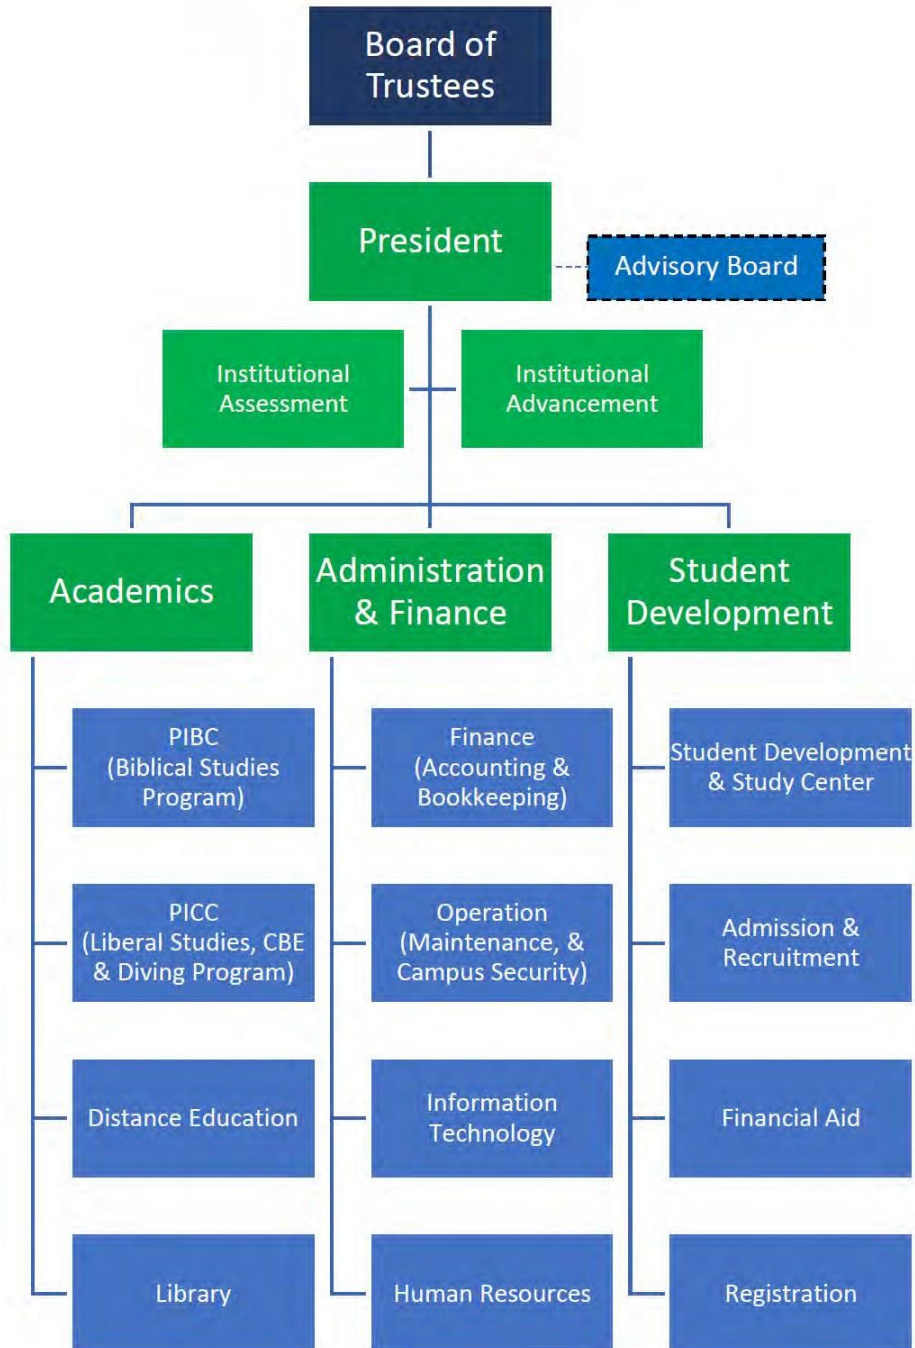 Board of
Trustees
President
Advisory Board
Institutional
Assessment
Institutional
Advancement
Academics
Administration
& Finance
Student
Development
PIBC
(Biblical Studies
Program)
Finance
(Accounting &
Bookkeeping)
Student Development
& Study Center
PICC
(Liberal Studies, CBE
& Diving Program)
Operation
(Maintenance, &
Campus Security)
Admission &
Recruitment
Distance Education
Information
Technology
Financial Aid
Library
Human Resources
Registration